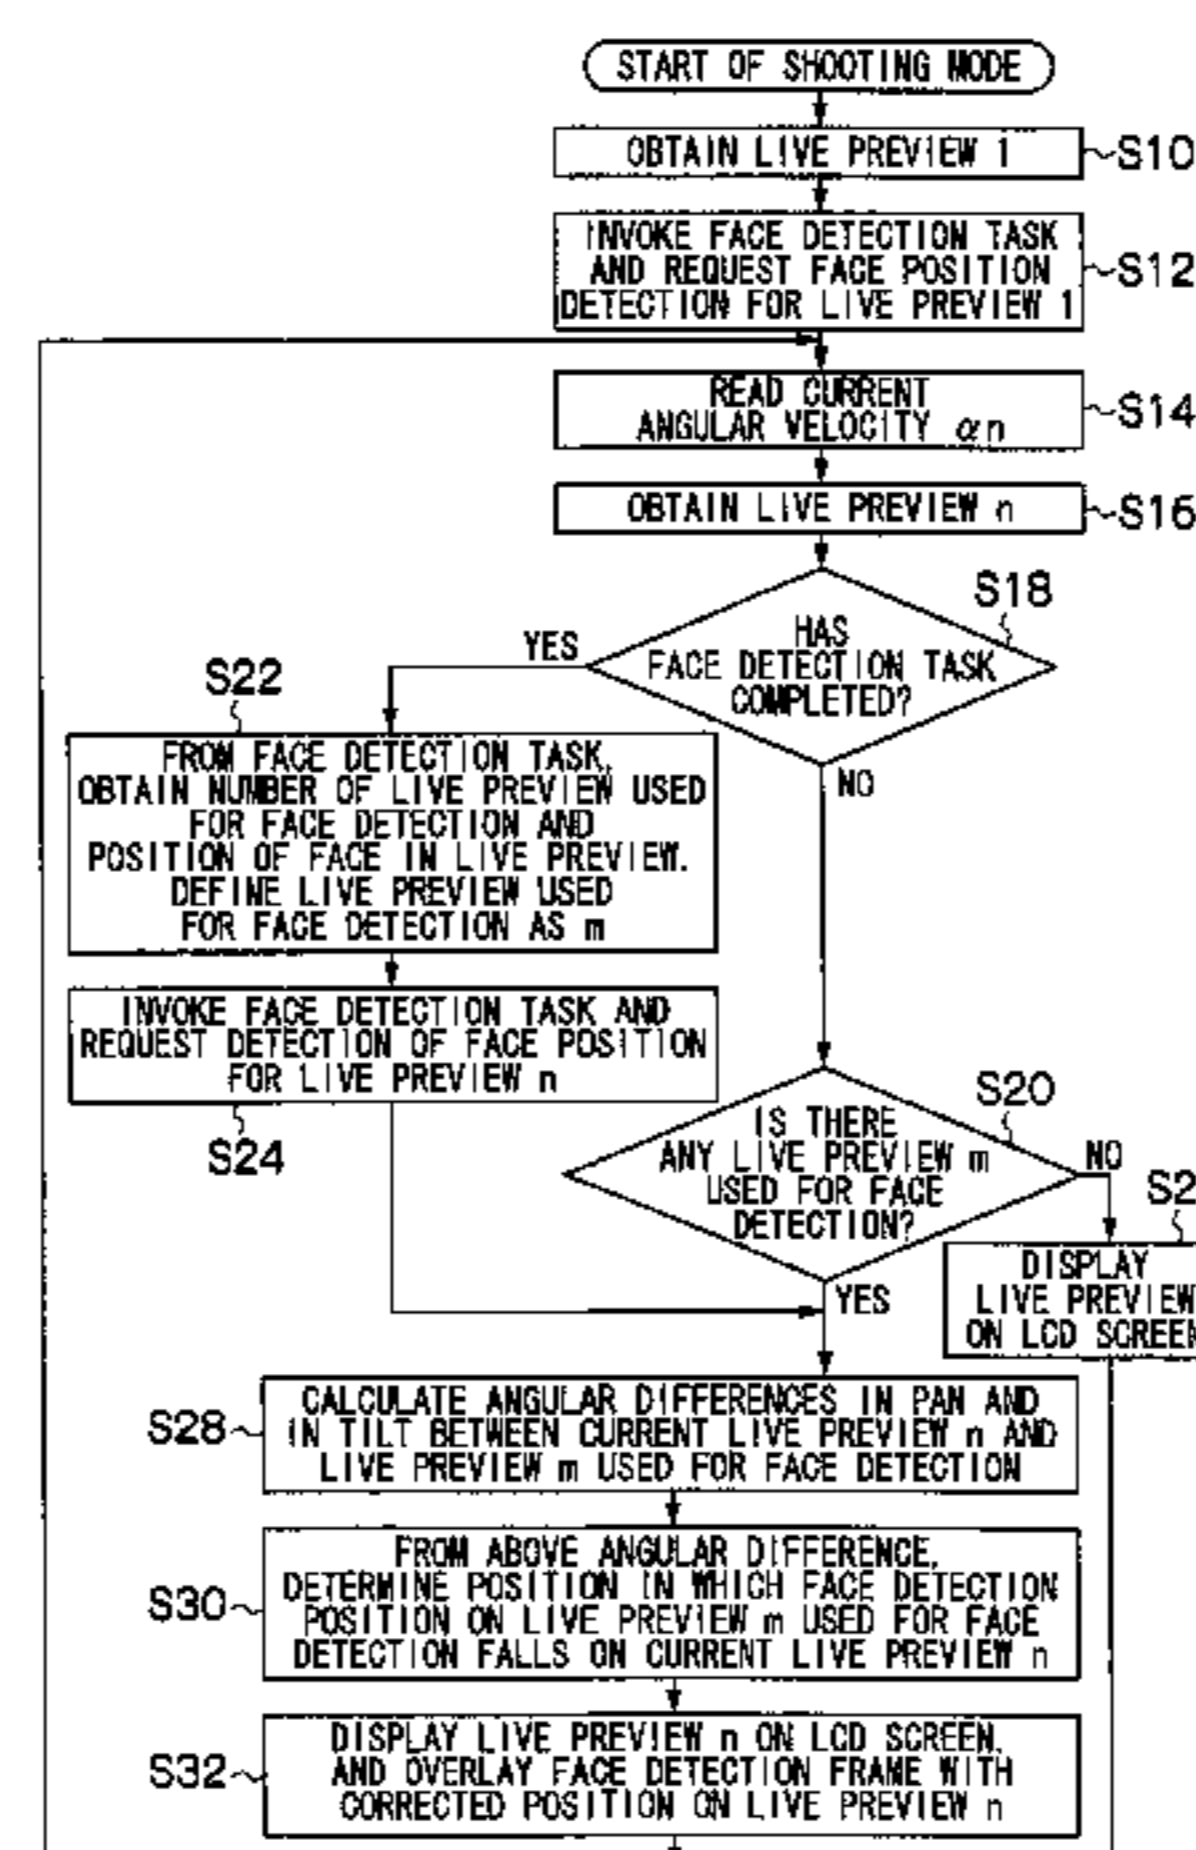 START OF SHOOTING MODE
OBTAIN LIVE PREVIEW 1
S10
INVOKE FACE DETECTION TASK
AND REQUEST FACE POSITION
DETECTION FOR LIVE PREVIEW 1
S12
READ CURRENT
ANGULAR VELOCITY αn
S14
OBTAIN LIVE PREVIEW n
S16
S18
HAS
FACE DETECTION TASK
COMPLETED?
YES
NO
S22
FROM FACE DETECTION TASK,
OBTAIN NUMBER OF LIVE PREVIEW USED
FOR FACE DETECTION AND
POSITION OF FACE IN LIVE PREVIEW.
DEFINE LIVE PREVIEW USED
FOR FACE DETECTION AS m
INVOKE FACE DETECTION TASK AND
REQUEST DETECTION OF FACE POSITION
FOR LIVE PREVIEW n
S24
S20
IS THERE
ANY LIVE PREVIEW m
USED FOR FACE
DETECTION?
NO
YES
S2
DISPLAY
LIVE PREVIEW
ON LCD SCREEN
S28
CALCULATE ANGULAR DIFFERENCES IN PAN AND
IN TILT BETWEEN CURRENT LIVE PREVIEW n AND
LIVE PREVIEW m USED FOR FACE DETECTION
S30
FROM ABOVE ANGULAR DIFFERENCE,
DETERMINE POSITION IN WHICH FACE DETECTION
POSITION ON LIVE PREVIEW m USED FOR FACE
DETECTION FALLS ON CURRENT LIVE PREVIEW n
S32
DISPLAY LIVE PREVIEW n ON LCD SCREEN,
AND OVERLAY FACE DETECTION FRAME WITH
CORRECTED POSITION ON LIVE PREVIEW n